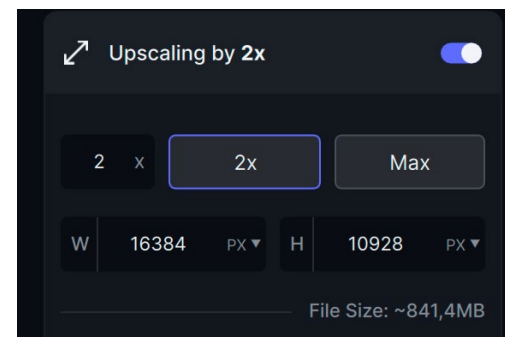 Upscaling by 2x
2 x 2x Max
W 16384 PX ▼ H 10928 PX ▼
File Size: ~841,4MB